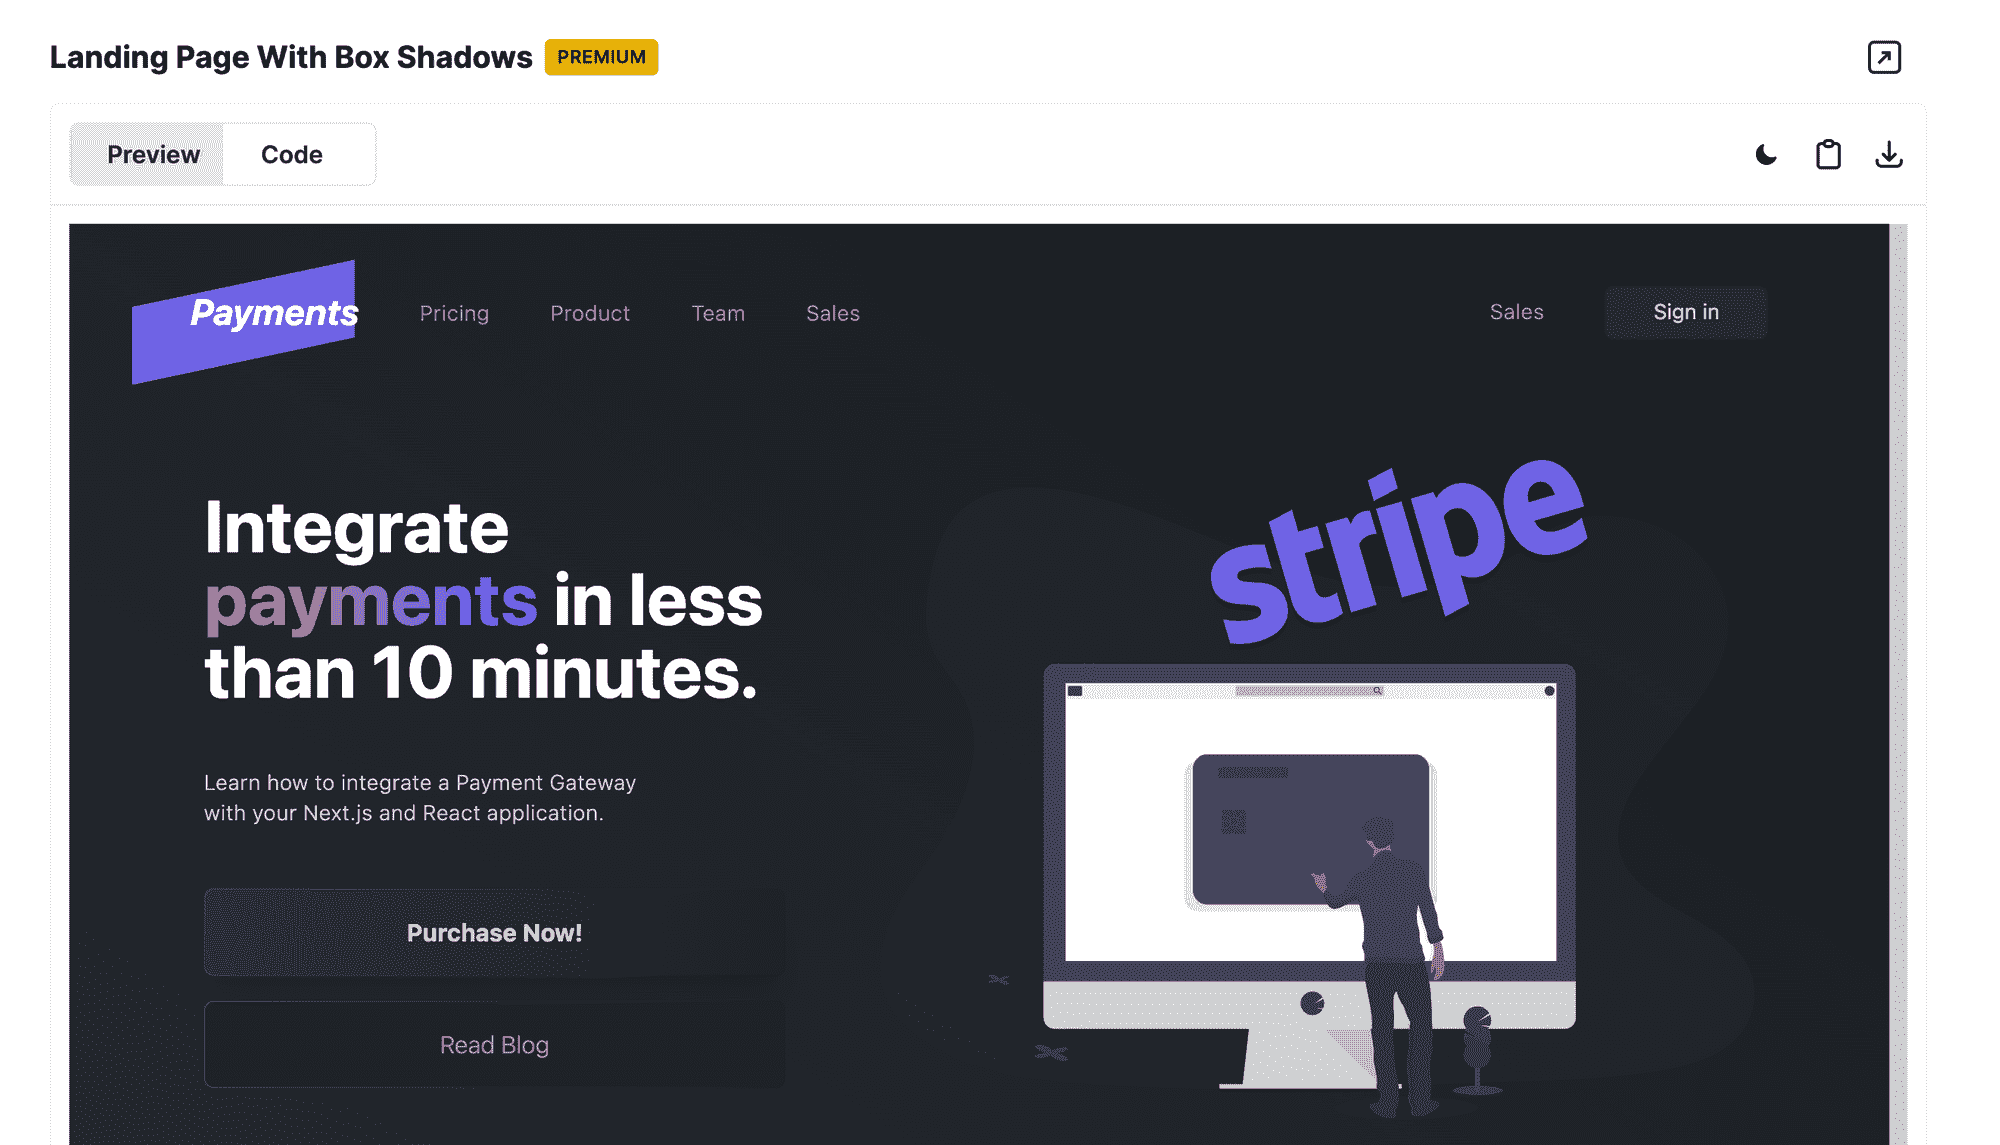 Landing Page With Box Shadows PREMIUM
Preview Code
Payments Pricing Product Team Sales Sales Sign in
stripe
Integrate
payments in less
than 10 minutes.
Learn how to integrate a Payment Gateway
with your Next.js and React application.
Purchase Now!
Read Blog